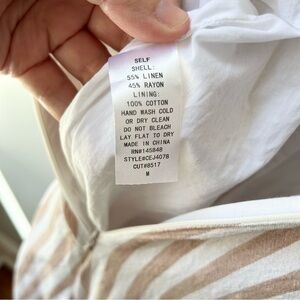 SELF
SHELL:
55% LINEN
45% RAYON
LINING:
100% COTTON
HAND WASH COLD
OR DRY CLEAN
DO NOT BLEACH
LAY FLAT TO DRY
MADE IN CHINA
RN#145848
STYLE#CEJ4078
CUT#8517
M